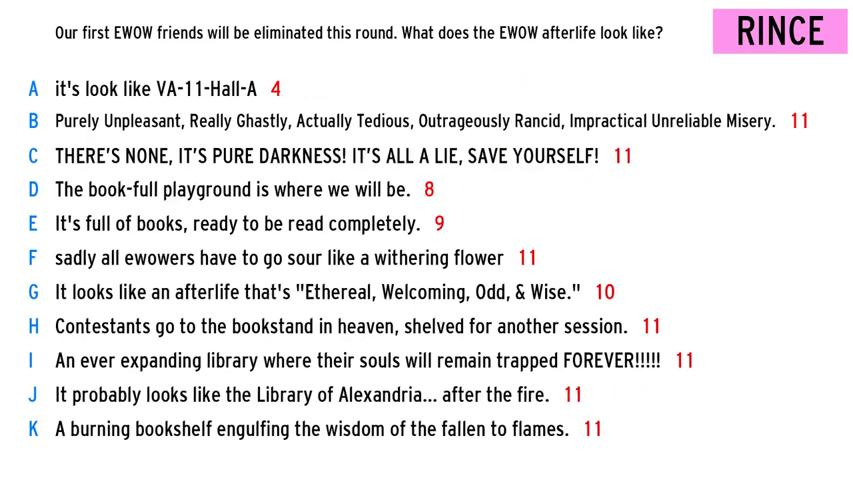 Our first EWOW friends will be eliminated this round. What does the EWOW afterlife look like?
RINCE
A it's look like VA-11-Hall-A 4
B Purely Unpleasant, Really Ghastly, Actually Tedious, Outrageously Rancid, Impractical Unreliable Misery. 11
C THERE'S NONE, IT'S PURE DARKNESS! IT'S ALL A LIE, SAVE YOURSELF! 11
D The book-full playground is where we will be. 8
E It's full of books, ready to be read completely. 9
F sadly all ewowers have to go sour like a withering flower 11
G It looks like an afterlife that's "Ethereal, Welcoming, Odd, & Wise." 10
H Contestants go to the bookstand in heaven, shelved for another session. 11
I An ever expanding library where their souls will remain trapped FOREVER!!!!! 11
J It probably looks like the Library of Alexandria... after the fire. 11
K A burning bookshelf engulfing the wisdom of the fallen to flames. 11